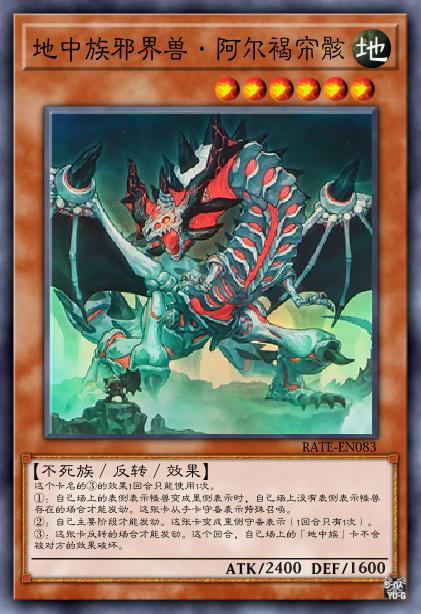 地中族邪界兽·阿尔褐帘骸
地
RATE-EN083
【不死族／反转／效果】
这个卡名的③的效果1回合只能使用1次。
①：自己场上的表侧表示怪兽变成里侧表示时，自己场上没有表侧表示怪兽
存在的场合才能发动。这张卡从手卡守备表示特殊召唤。
②：自己主要阶段才能发动。这张卡变成里侧守备表示（1回合只有1次）。
③：这张卡反转的场合才能发动。这个回合，自己场上的「地中族」卡不会
被对方的效果破坏。
ATK/2400 DEF/1600